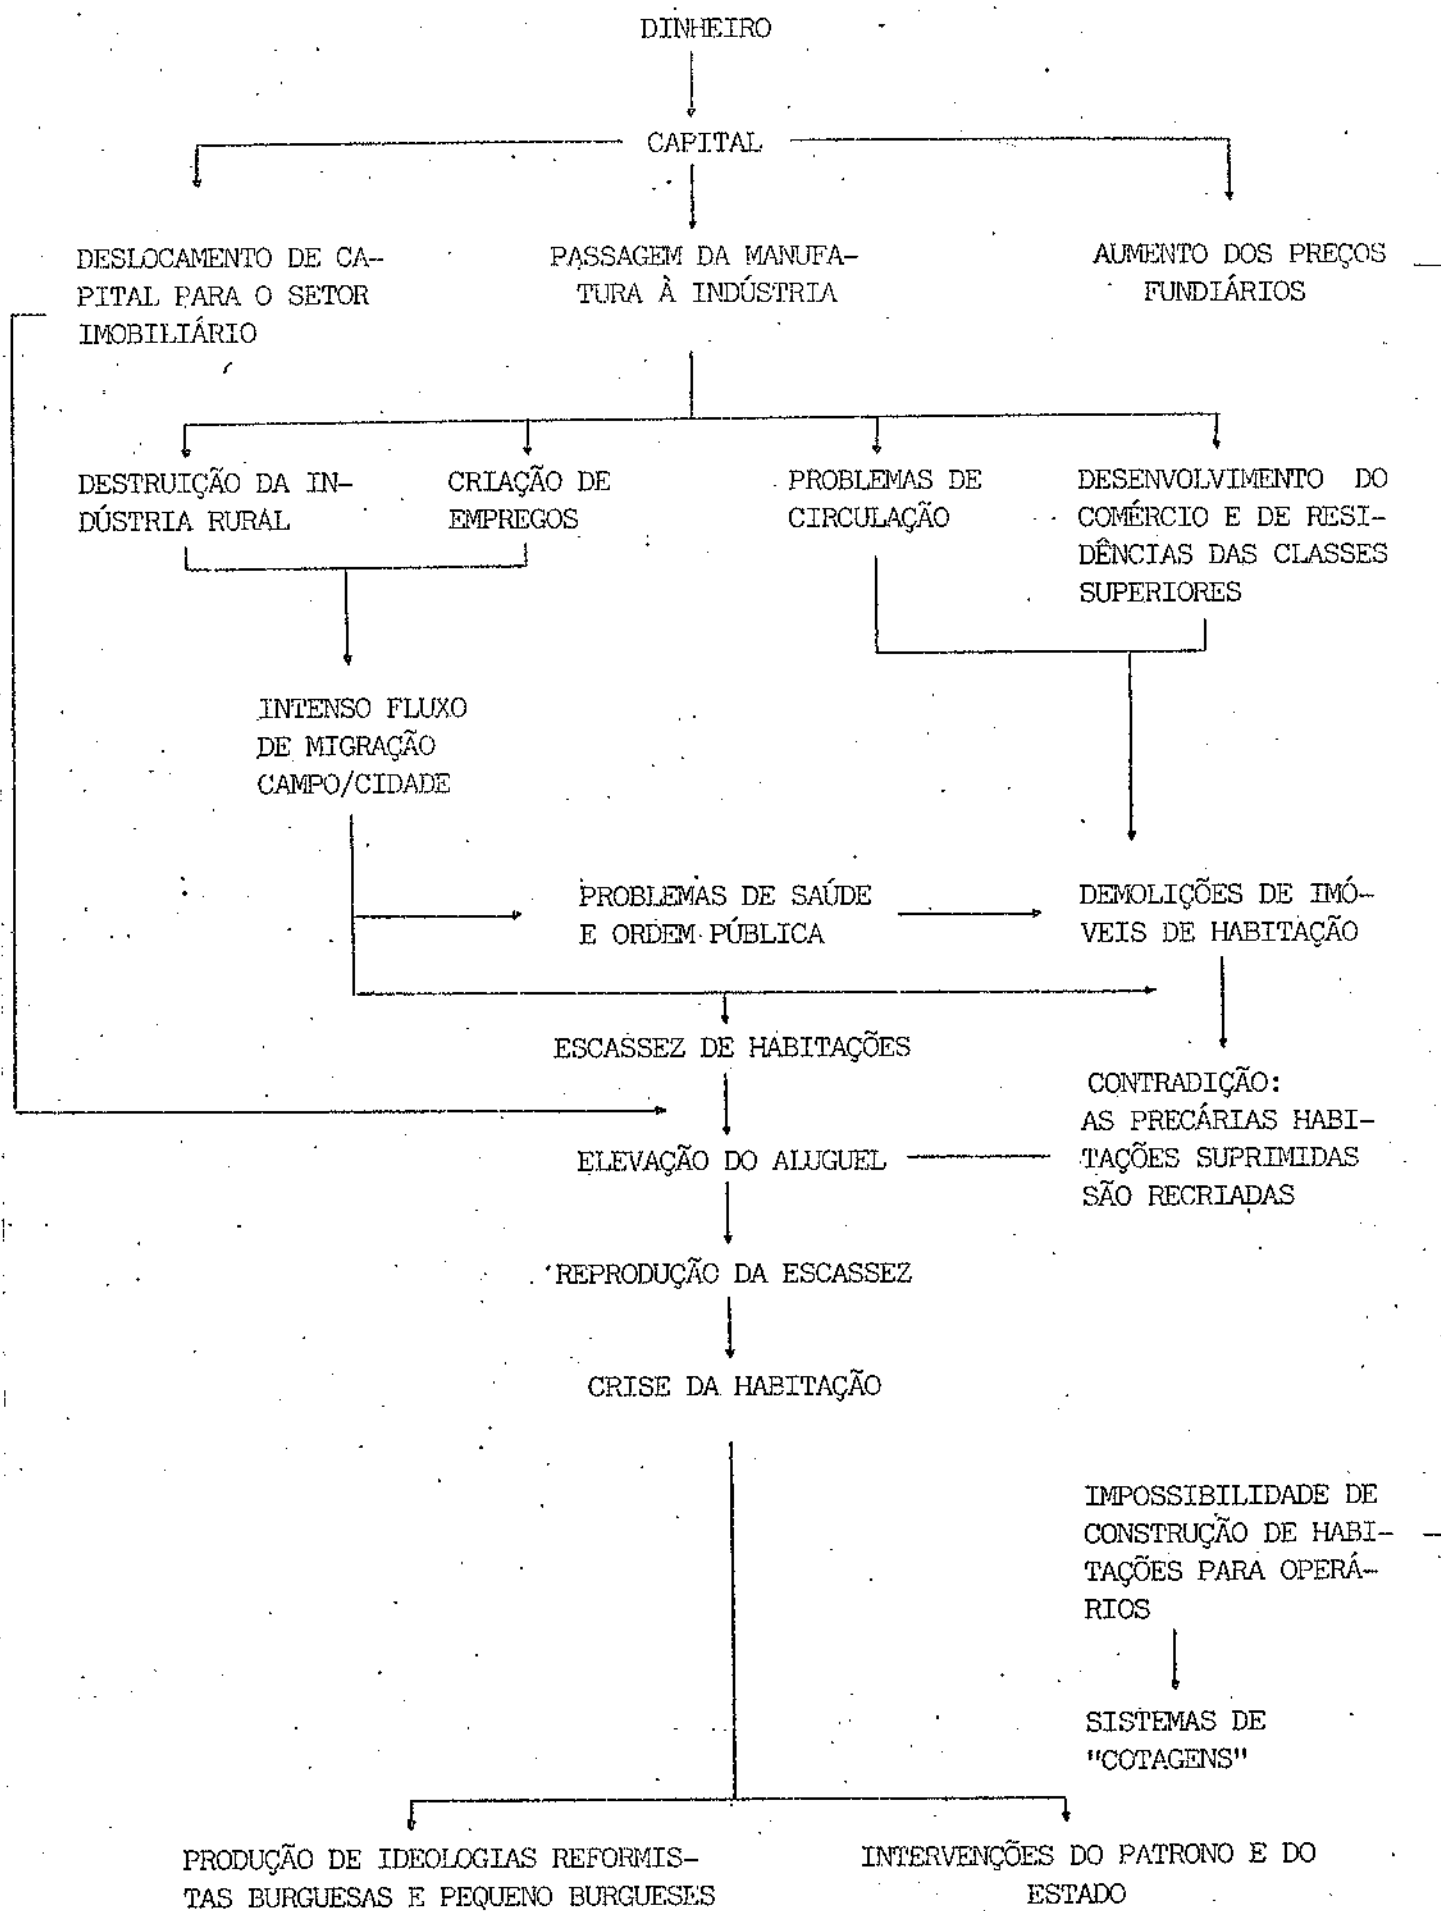 DINHEIRO
CAPITAL
DESLOCAMENTO DE CA-
PITAL PARA O SETOR
IMOBILIÁRIO
PASSAGEM DA MANUFA-
TURA À INDÚSTRIA
AUMENTO DOS PREÇOS
FUNDIÁRIOS
DESTRUIÇÃO DA IN-
DÚSTRIA RURAL
CRIAÇÃO DE
EMPREGOS
PROBLEMAS DE
CIRCULAÇÃO
DESENVOLVIMENTO DO
COMÉRCIO E DE RESI-
DÊNCIAS DAS CLASSES
SUPERIORES
INTENSO FLUXO
DE MIGRAÇÃO
CAMPO/CIDADE
PROBLEMAS DE SAÚDE
E ORDEM PÚBLICA
DEMOLIÇÕES DE IMÓ-
VEIS DE HABITAÇÃO
ESCASSEZ DE HABITAÇÕES
CONTRADIÇÃO:
AS PRECÁRIAS HABI-
TAÇÕES SUPRIMIDAS
SÃO RECRIADAS
ELEVAÇÃO DO ALUGUEL
REPRODUÇÃO DA ESCASSEZ
CRISE DA HABITAÇÃO
IMPOSSIBILIDADE DE
CONSTRUÇÃO DE HABI-
TAÇÕES PARA OPERÁ-
RIOS
SISTEMAS DE
"COTAGENS"
PRODUÇÃO DE IDEOLOGIAS REFORMIS-
TAS BURGUESAS E PEQUENO BURGUESES
INTERVENÇÕES DO PATRONO E DO
ESTADO